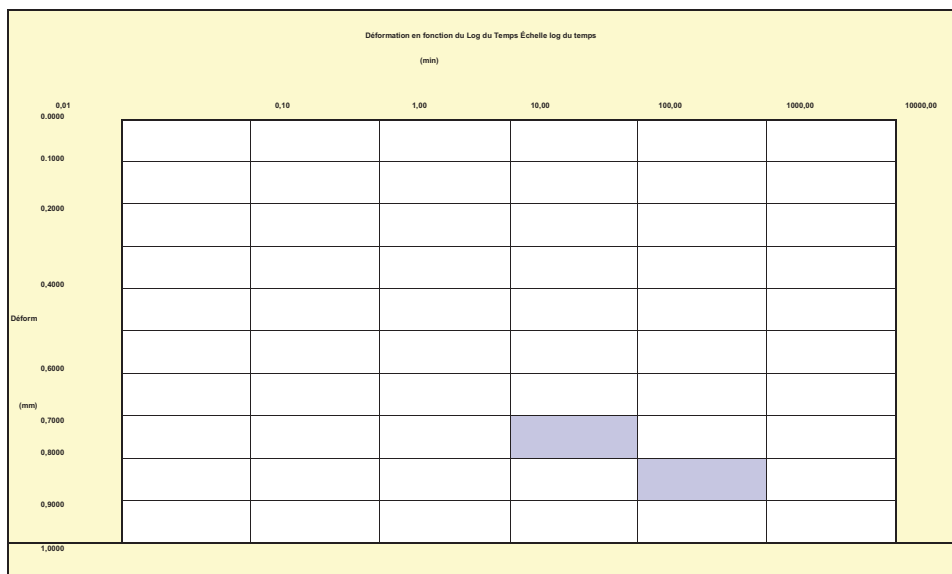 Déformation en fonction du Log du Temps Échelle log du temps
(min)
0,01 0,10 1,00 10,00 100,00 1000,00 10000,00
0.0000
0.1000
0,2000
0,4000
Déform
0,6000
(mm)
0,7000
0,8000
0,9000
1,0000